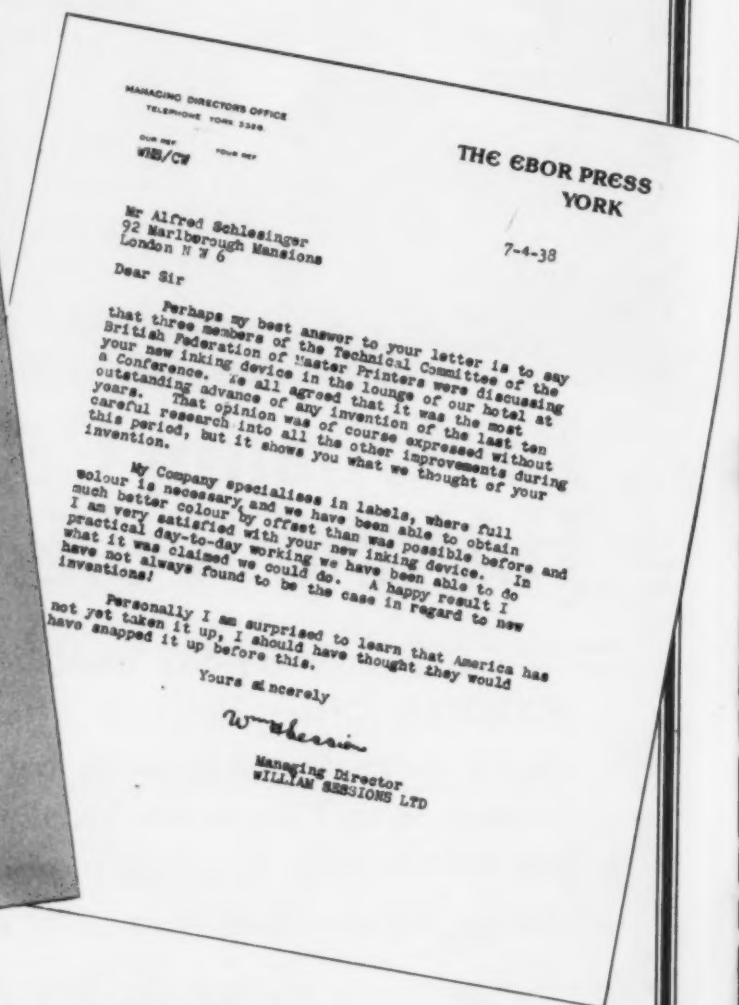 MANAGING DIRECTORS OFFICE
TELEPHONE YORK 3328.
OUR REF YOUR REF
WHS/CW
THE EBOR PRESS
YORK
7-4-38
Mr Alfred Schlesinger
92 Marlborough Mansions
London N W 6
Dear Sir
Perhaps my best answer to your letter is to say
that three members of the Technical Committee of the
British Federation of Master Printers were discussing
your new inking device in the lounge of our hotel at
a Conference. We all agreed that it was the most
outstanding advance of any invention of the last ten
years. That opinion was of course expressed without
careful research into all the other improvements during
this period, but it shows you what we thought of your
invention.
My Company specialises in labels, where full
colour is necessary, and we have been able to obtain
much better colour by offset than was possible before and
I am very satisfied with your new inking device. In
practical day-to-day working we have been able to do
what it was claimed we could do. A happy result I
have not always found to be the case in regard to new
inventions!
Personally I am surprised to learn that America has
not yet taken it up, I should have thought they would
have snapped it up before this.
Yours sincerely
Managing Director
WILLIAM SESSIONS LTD